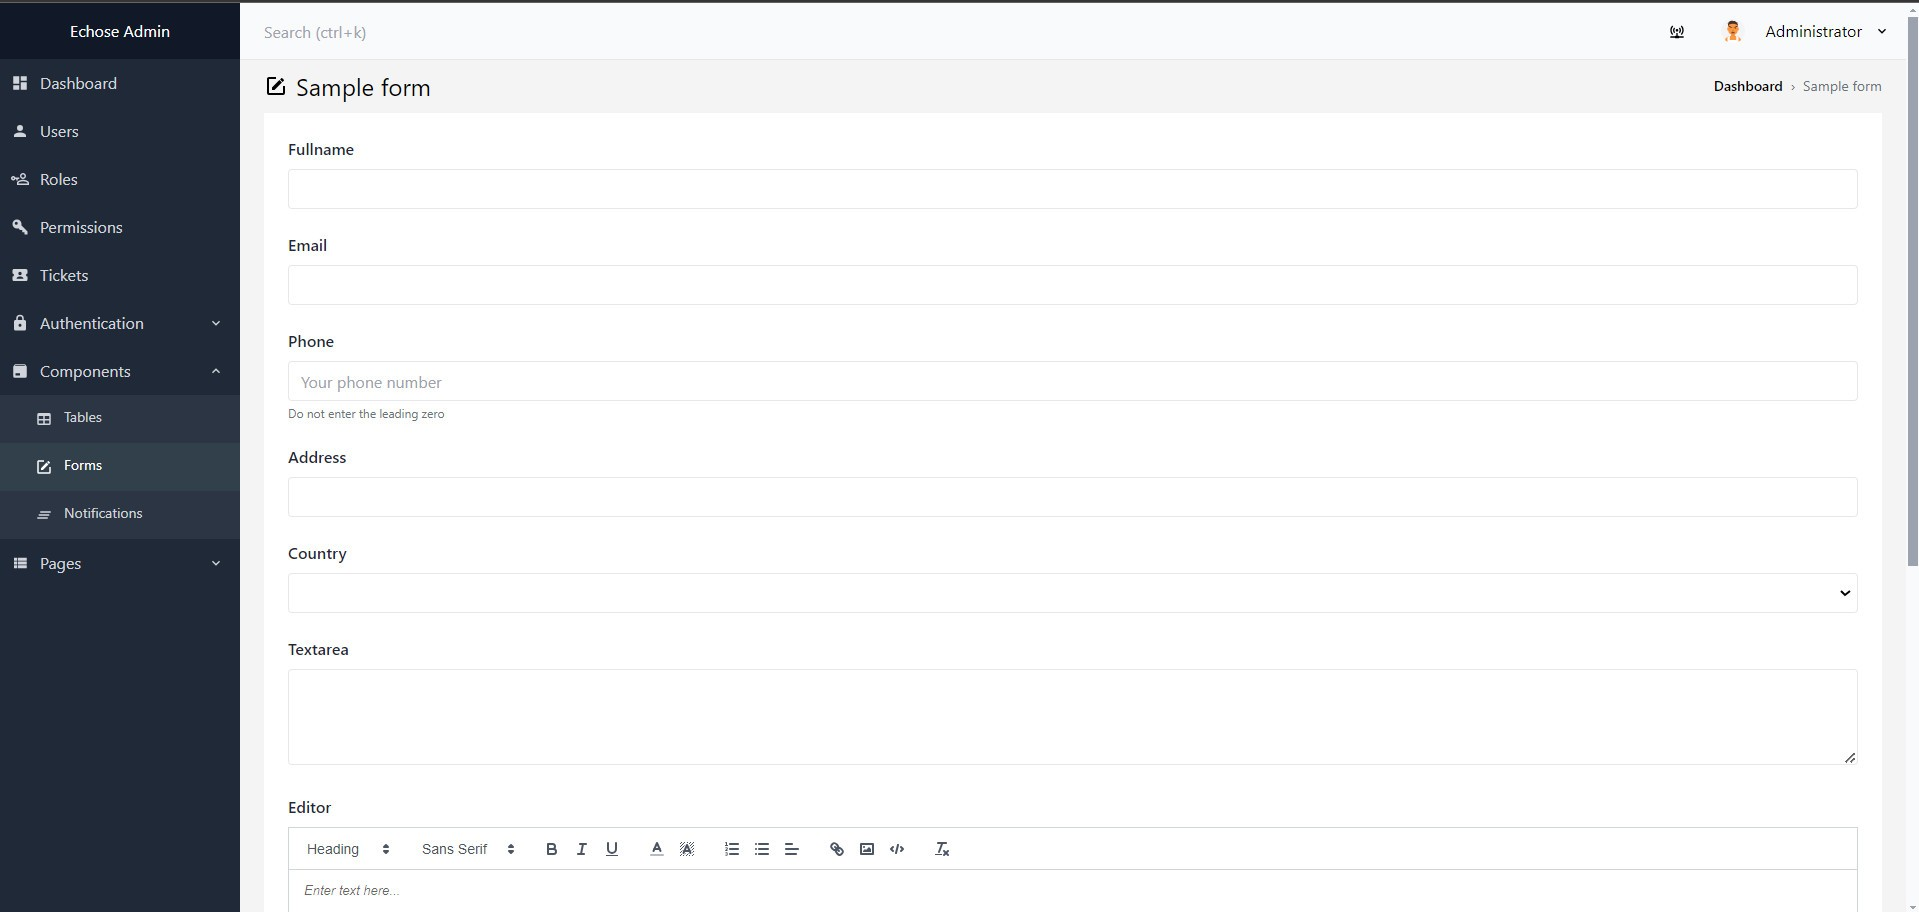 Echose Admin
Search (ctrl+k)
Administrator
Dashboard
Users
Roles
Permissions
Tickets
Authentication
Components
Tables
Forms
Notifications
Pages
Sample form
Dashboard › Sample form
Fullname
Email
Phone
Your phone number
Do not enter the leading zero
Address
Country
Textarea
Editor
Heading Sans Serif B I U A A
Enter text here...